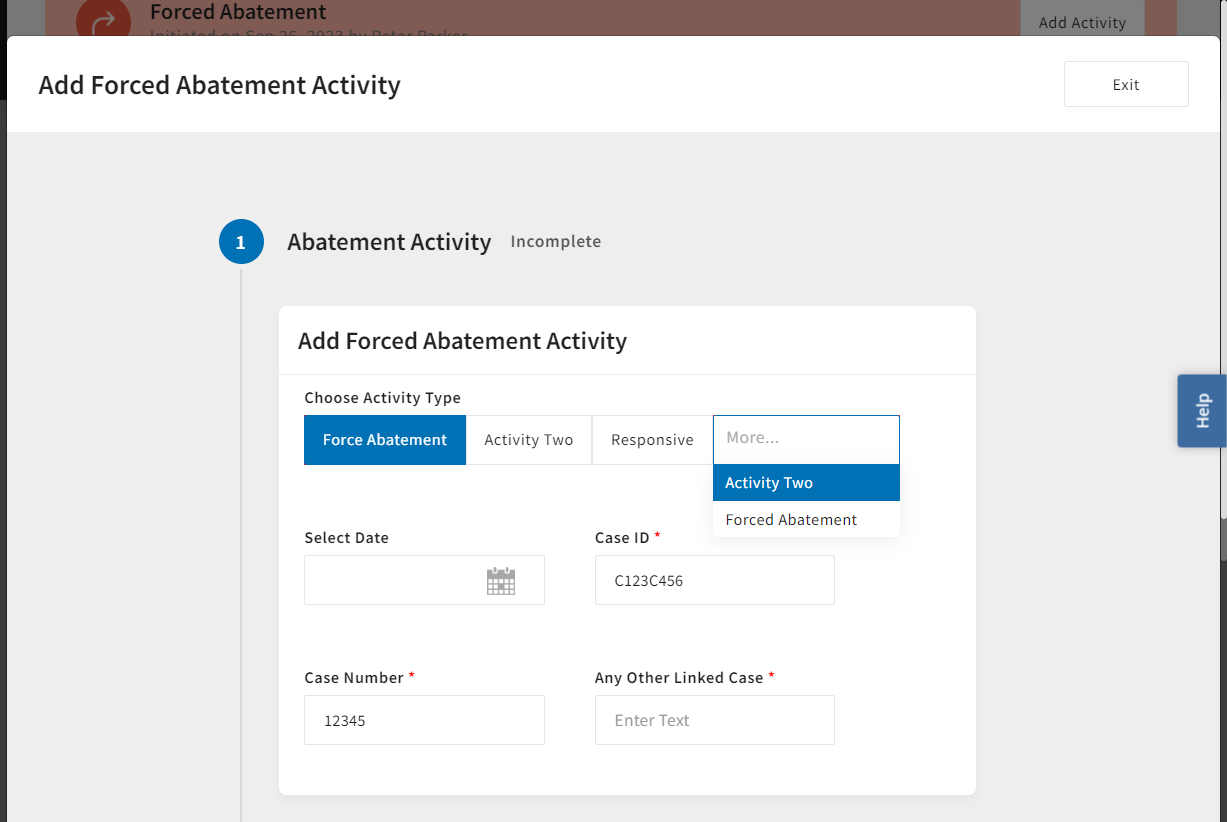 Forced Abatement
Initiated on Sep 26, 2023 by Peter Parker
Add Activity
Add Forced Abatement Activity
Exit
1
Abatement Activity Incomplete
Add Forced Abatement Activity
Choose Activity Type
Force Abatement
Activity Two
Responsive
More...
Activity Two
Forced Abatement
Select Date
Case ID *
C123C456
Case Number *
12345
Any Other Linked Case *
Enter Text
Help